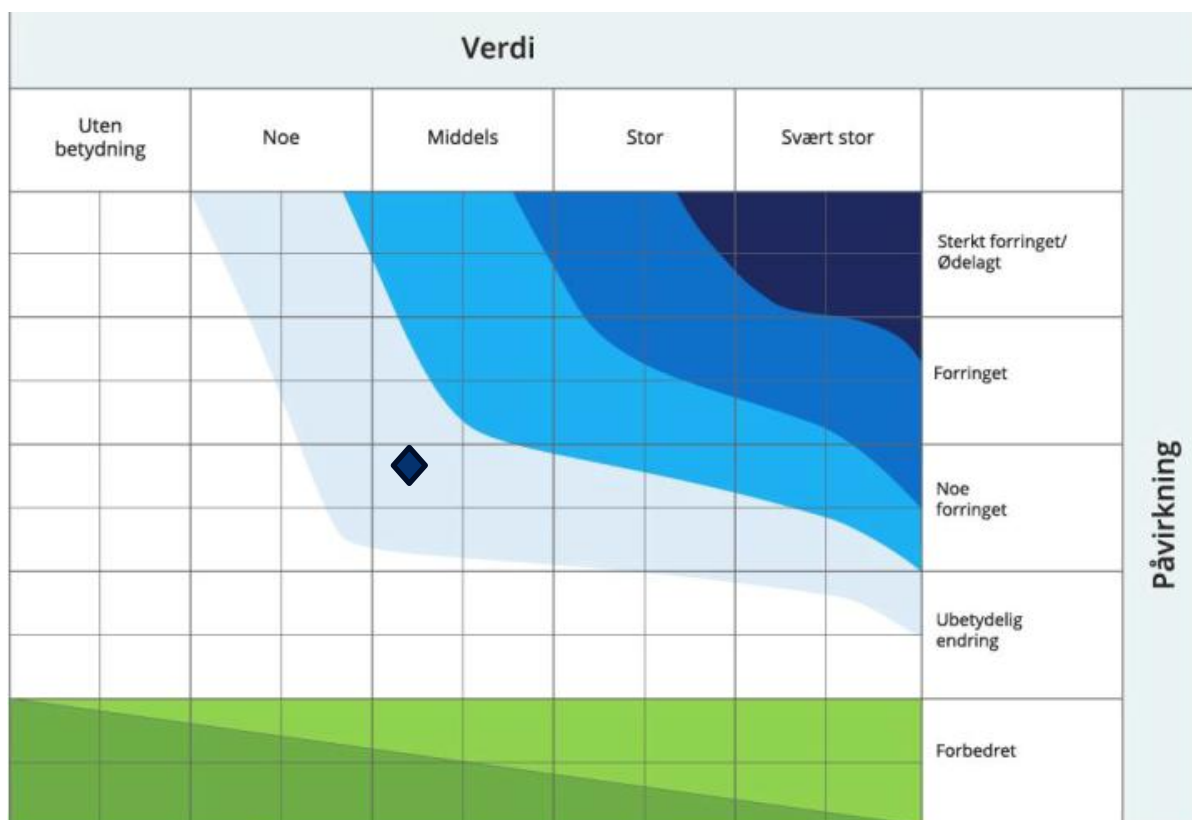 Verdi
Uten
betydning
Noe
Middels
Stor
Svært stor
Sterkt forringet/
Ødelagt
Forringet
Noe
forringet
Ubetydelig
endring
Forbedret
Påvirkning